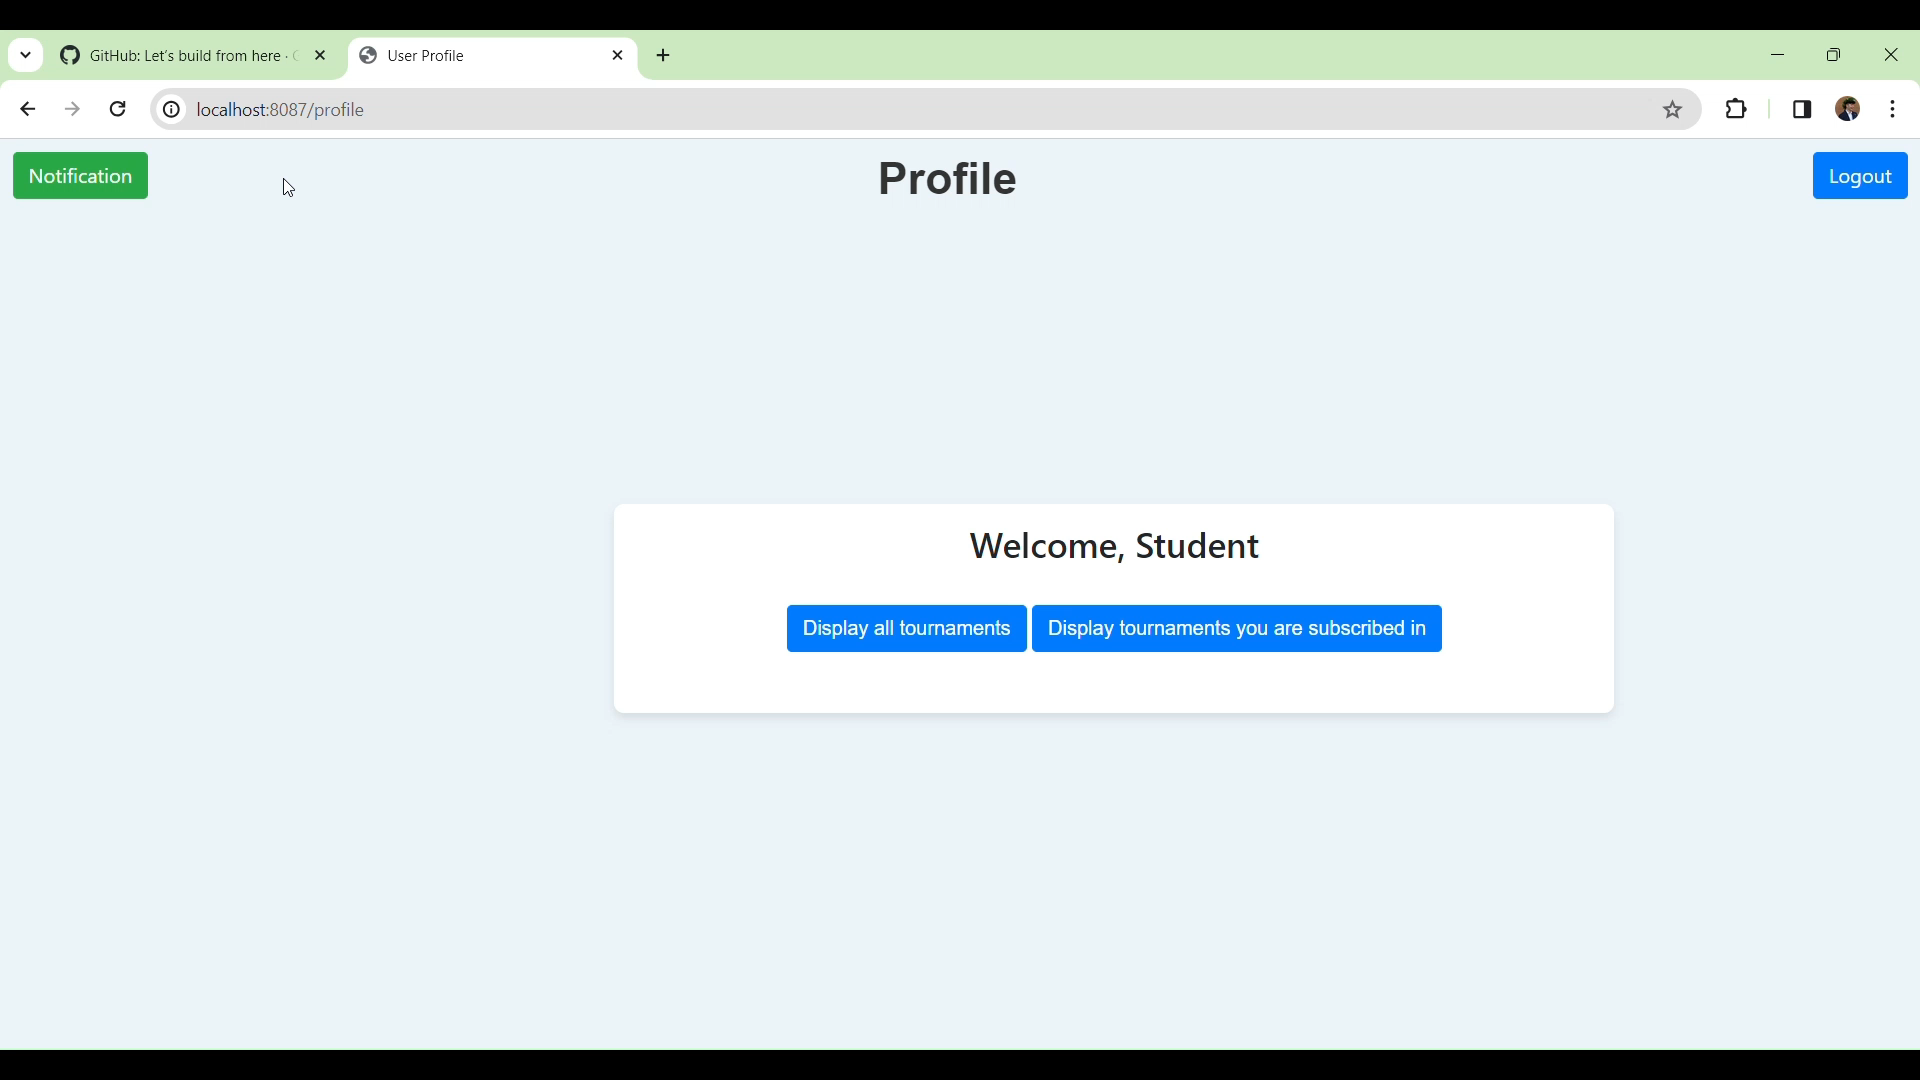 GitHub: Let's build from here ·
User Profile
localhost:8087/profile
Notification
Profile
Logout
Welcome, Student
Display all tournaments
Display tournaments you are subscribed in